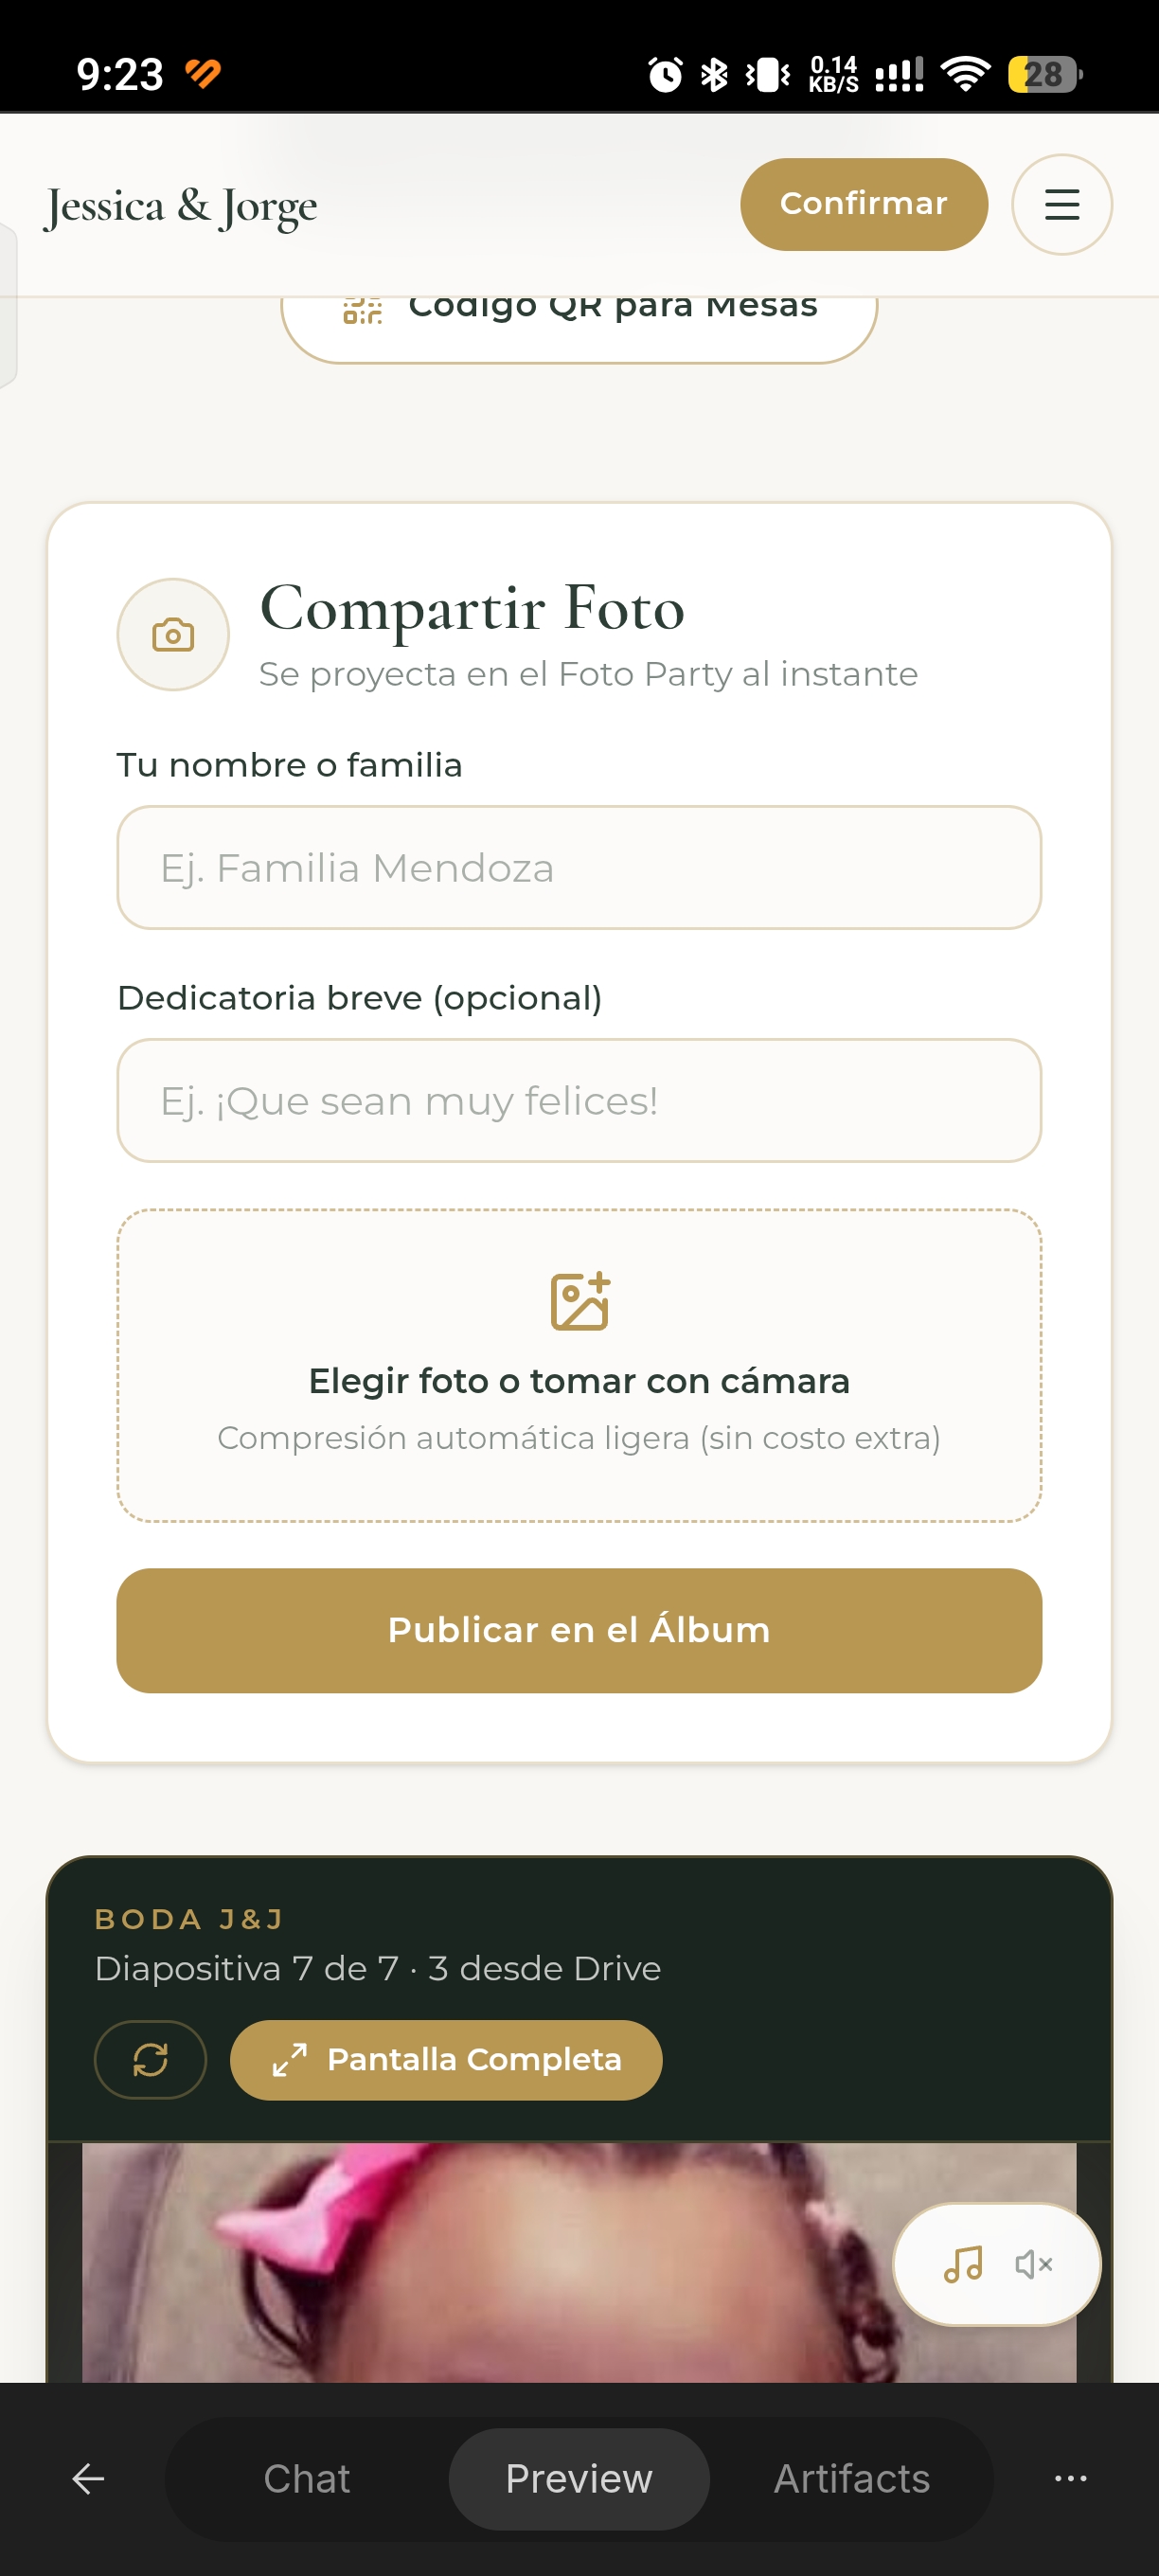 9:23
0.14
KB/S
28
Jessica & Jorge
Confirmar
Código QR para Mesas
Compartir Foto
Se proyecta en el Foto Party al instante
Tu nombre o familia
Ej. Familia Mendoza
Dedicatoria breve (opcional)
Ej. ¡Que sean muy felices!
Elegir foto o tomar con cámara
Compresión automática ligera (sin costo extra)
Publicar en el Álbum
BODA J&J
Diapositiva 7 de 7 · 3 desde Drive
Pantalla Completa
Chat
Preview
Artifacts